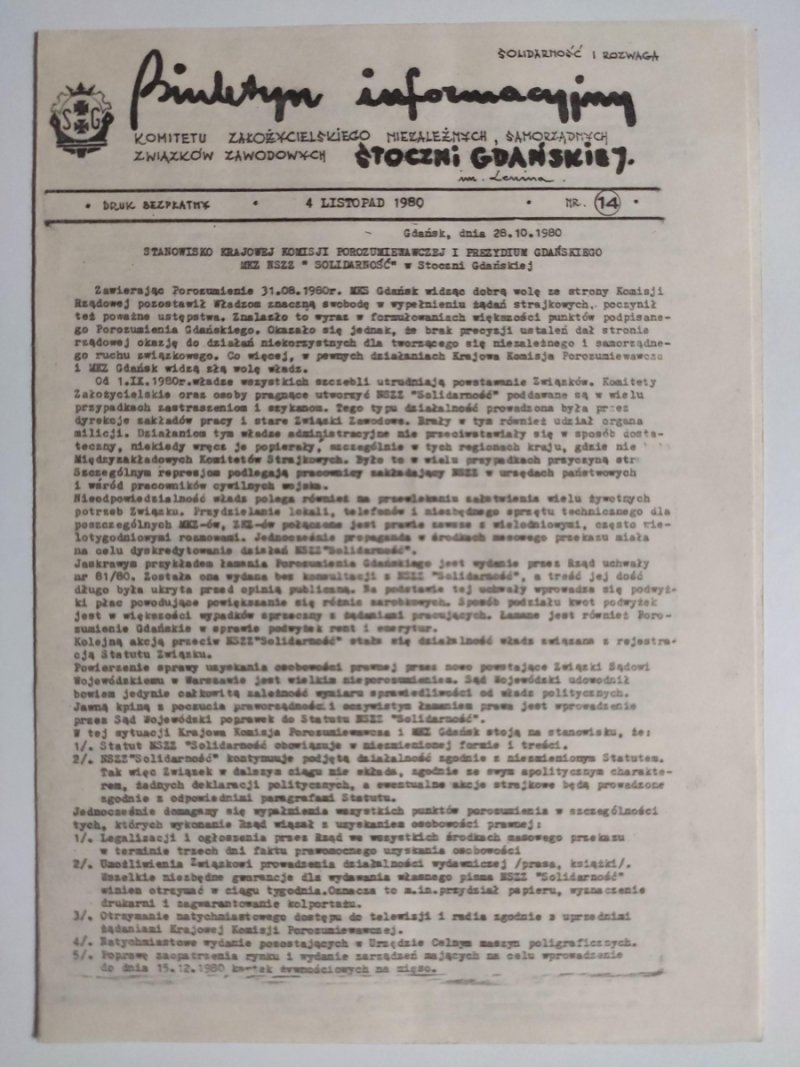 SOLIDARNOŚĆ I ROZWAGA
Biuletyn informacyjny
S G
KOMITETU ZAŁOŻYCIELSKIEGO NIEZALEŻNYCH, SAMORZĄDNYCH
ZWIĄZKÓW ZAWODOWYCH STOCZNI GDAŃSKIEJ.
im. Lenina.
• DRUK BEZPŁATNY • 4 LISTOPAD 1980 • NR. 14 •
Gdańsk, dnia 28.10.1980
STANOWISKO KRAJOWEJ KOMISJI POROZUMIEWAWCZEJ I PREZYDIUM GDAŃSKIEGO
MKZ NSZZ " SOLIDARNOŚĆ" w Stoczni Gdańskiej
Zawierając Porozumienie 31.08.1980r. MKS Gdańsk widząc dobrą wolę ze strony Komisji
Rządowej pozostawił Władzom znaczną swobodę w wypełnieniu żądań strajkowych, poczynił
też poważne ustępstwa. Znalazło to wyraz w formułowaniach większości punktów podpisane-
go Porozumienia Gdańskiego. Okazało się jednak, że brak precyzji ustaleń dał stronie
rządowej okazję do działań niekorzystnych dla tworzącego się niezależnego i samorządne-
go ruchu związkowego. Co więcej, w pewnych działaniach Krajowa Komisja Porozumiewawcza
i MKZ Gdańsk widzą złą wolę władz.
Od 1.IX.1980r.władze wszystkich szczebli utrudniają powstawanie Związków. Komitety
Założycielskie oraz osoby pragnące utworzyć NSZZ "Solidarność" poddawane są w wielu
przypadkach zastraszeniom i szykanom. Tego typu działalność prowadzona była przez
dyrekcje zakładów pracy i stare Związki Zawodowe. Brały w tym również udział organa
milicji. Działaniom tym władze administracyjne nie przeciwstawiały się w sposób dosta-
teczny, niekiedy wręcz je popierały, szczególnie w tych regionach kraju, gdzie nie
Międzyzakładowych Komitetów Strajkowych. Było to w wielu przypadkach przyczyną str
Szczególnym represjom podlegają pracownicy zakładający NSZZ w urzędach państwowych
i wśród pracowników cywilnych wojska.
Nieodpowiedzialność władz polega również na przewlekaniu załatwienia wielu żywotnych
potrzeb Związku. Przydzielanie lokali, telefonów i niezbędnego sprzętu technicznego dla
poszczególnych MKZ-ów, ZKZ-ów połączone jest prawie zawsze z wielodniowymi, często wie-
lotygodniowymi rozmowami. Jednocześnie propaganda w środkach masowego przekazu miała
na celu dyskredytowanie działań NSZZ"Solidarność".
Jaskrawym przykładem łamania Porozumienia Gdańskiego jest wydanie przez Rząd uchwały
nr 81/80. Została ona wydana bez konsultacji z NSZZ "Solidarność", a treść jej dość
długo była ukryta przed opinią publiczną. Na podstawie tej uchwały wprowadza się podwyż-
ki płac powodujące powiększanie się różnic zarobkowych. Sposób podziału kwot podwyżek
jest w większości wypadków sprzeczny z żądaniami pracujących. Łamane jest również Poro-
zumienie Gdańskie w sprawie podwyżek rent i emerytur.
Kolejną akcją przeciw NSZZ"Solidarność" stała się działalność władz związana z rejestra-
cją Statutu Związku.
Powierzenie sprawy uzyskania osobowości prawnej przez nowo powstające Związki Sądowi
Wojewódzkiemu w Warszawie jest wielkim nieporozumieniem. Sąd Wojewódzki udowodnił
bowiem jedynie całkowitą zależność wymiaru sprawiedliwości od władz politycznych.
Jawną kpiną z poczucia praworządności i oczywistym łamaniem prawa jest wprowadzenie
przez Sąd Wojewódzki poprawek do Statutu NSZZ "Solidarność".
W tej sytuacji Krajowa Komisja Porozumiewawcza i MKZ Gdańsk stoją na stanowisku, że:
1/. Statut NSZZ "Solidarność obowiązuje w niezmienionej formie i treści.
2/. NSZZ"Solidarność" kontynuuje podjętą działalność zgodnie z niezmienionym Statutem.
Tak więc Związek w dalszym ciągu nie składa, zgodnie ze swym apolitycznym charakte-
rem, żadnych deklaracji politycznych, a ewentualne akcje strajkowe będą prowadzone
zgodnie z odpowiednimi paragrafami Statutu.
Jednocześnie domagamy się wypełnienia wszystkich punktów porozumienia w szczególności
tych, których wykonanie Rząd wiązał z uzyskaniem osobowości prawnej:
1/. Legalizacji i ogłoszenia przez Rząd we wszystkich środkach masowego przekazu
w terminie trzech dni faktu prawomocnego uzyskania osobowości
2/. Umożliwienia Związkowi prowadzenia działalności wydawniczej /prasa, książki/.
Wszelkie niezbędne gwarancje dla wydawania własnego pisma NSZZ "Solidarność"
winien otrzymać w ciągu tygodnia.Oznacza to m.in.przydział papieru, wyznaczenie
drukarni i zagwarantowanie kolportażu.
3/. Otrzymanie natychmiastowego dostępu do telewizji i radia zgodnie z uprzednimi
żądaniami Krajowej Komisji Porozumiewawczej.
4/. Natychmiastowe wydanie pozostających w Urzędzie Celnym maszyn poligraficznych.
5/. Poprawę zaopatrzenia rynku i wydanie zarządzeń mających na celu wprowadzenie
do dnia 15.12.1980 kartek żywnościowych na mięso.